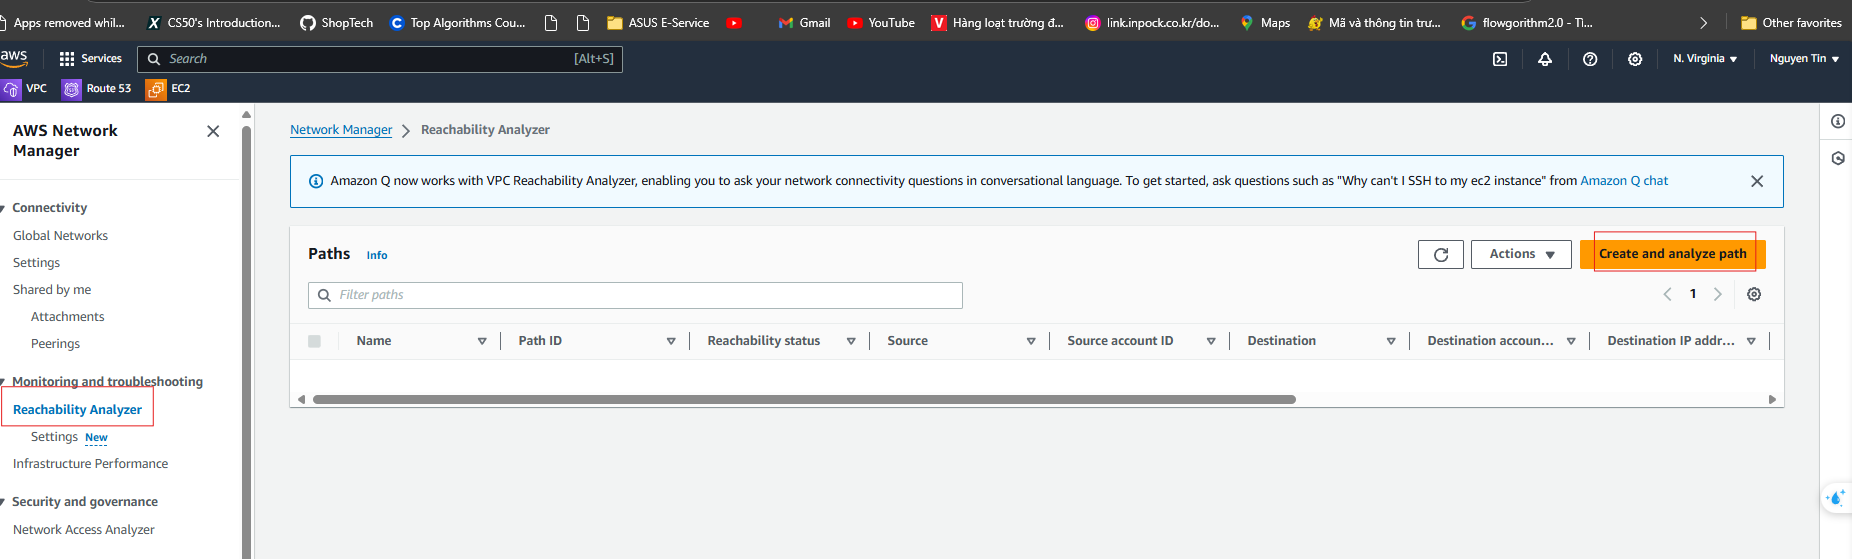 Apps removed whil...
CS50's Introduction...
ShopTech
Top Algorithms Cou...
ASUS E-Service
Gmail
YouTube
Hàng loạt trường đ...
link.inpock.co.kr/do...
Maps
Mã và thông tin trư...
flowgorithm2.0 - Tì...
Other favorites
aws
Services
Search
[Alt+S]
N. Virginia
Nguyen Tin
VPC
Route 53
EC2
AWS Network
Manager
Network Manager
Reachability Analyzer
Amazon Q now works with VPC Reachability Analyzer, enabling you to ask your network connectivity questions in conversational language. To get started, ask questions such as "Why can't I SSH to my ec2 instance" from Amazon Q chat
Connectivity
Global Networks
Settings
Shared by me
Attachments
Peerings
Monitoring and troubleshooting
Reachability Analyzer
Settings New
Infrastructure Performance
Security and governance
Network Access Analyzer
Paths Info
Actions
Create and analyze path
Filter paths
1
Name
Path ID
Reachability status
Source
Source account ID
Destination
Destination accoun...
Destination IP addr...